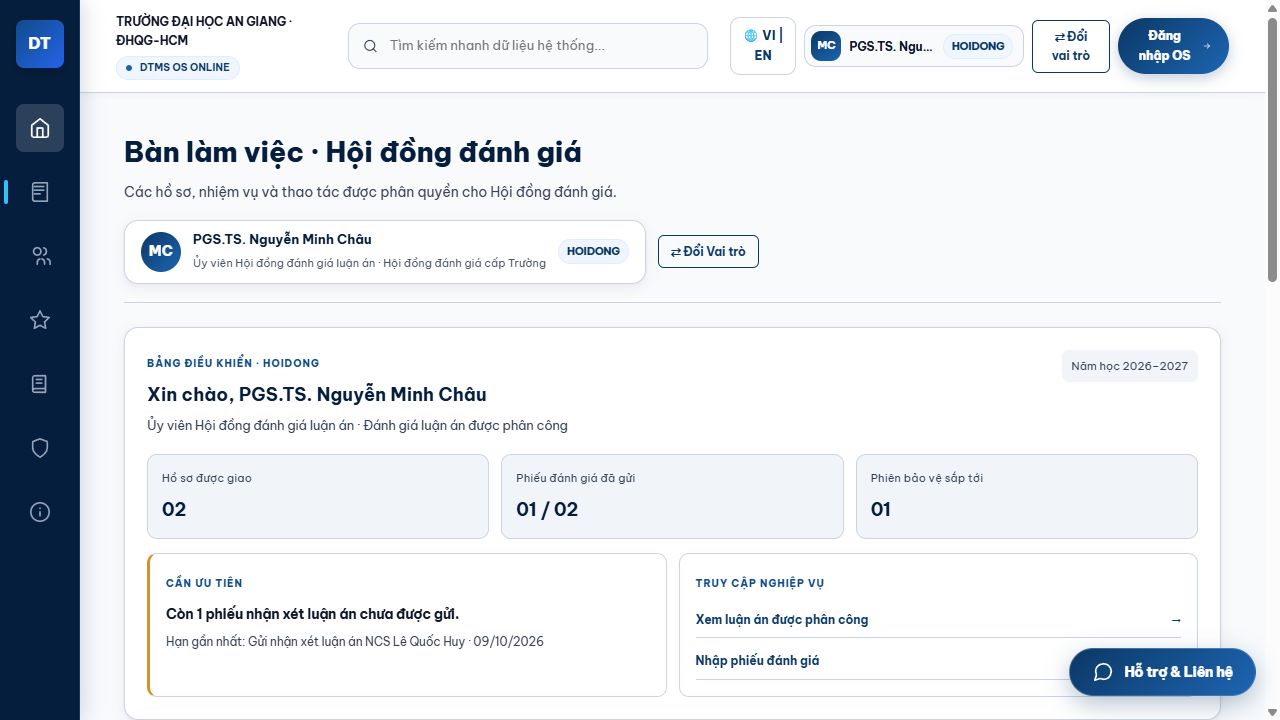 DT
TRƯỜNG ĐẠI HỌC AN GIANG ·
ĐHQG-HCM
DTMS OS ONLINE
Tìm kiếm nhanh dữ liệu hệ thống...
🌐 VI |
EN
MC PGS.TS. Ngu... HOIDONG
⇄ Đổi
vai trò
Đăng
nhập OS →
Bàn làm việc · Hội đồng đánh giá
Các hồ sơ, nhiệm vụ và thao tác được phân quyền cho Hội đồng đánh giá.
MC
PGS.TS. Nguyễn Minh Châu
Ủy viên Hội đồng đánh giá luận án · Hội đồng đánh giá cấp Trường
HOIDONG
⇄ Đổi Vai trò
BẢNG ĐIỀU KHIỂN · HOIDONG
Năm học 2026–2027
Xin chào, PGS.TS. Nguyễn Minh Châu
Ủy viên Hội đồng đánh giá luận án · Đánh giá luận án được phân công
Hồ sơ được giao
02
Phiếu đánh giá đã gửi
01 / 02
Phiên bảo vệ sắp tới
01
CẦN ƯU TIÊN
Còn 1 phiếu nhận xét luận án chưa được gửi.
Hạn gần nhất: Gửi nhận xét luận án NCS Lê Quốc Huy · 09/10/2026
TRUY CẬP NGHIỆP VỤ
Xem luận án được phân công →
Nhập phiếu đánh giá
Hỗ trợ & Liên hệ